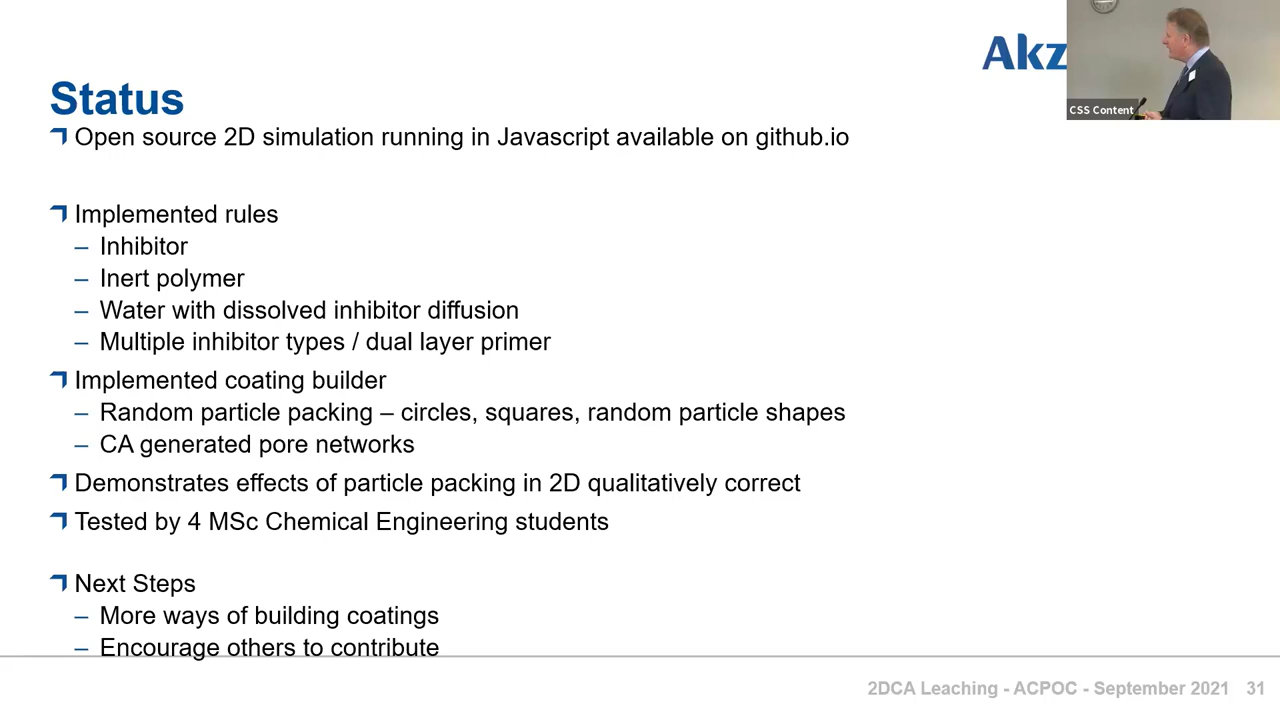 Akz
Status
CSS Content
Open source 2D simulation running in Javascript available on github.io
Implemented rules
– Inhibitor
– Inert polymer
– Water with dissolved inhibitor diffusion
– Multiple inhibitor types / dual layer primer
Implemented coating builder
– Random particle packing – circles, squares, random particle shapes
– CA generated pore networks
Demonstrates effects of particle packing in 2D qualitatively correct
Tested by 4 MSc Chemical Engineering students
Next Steps
– More ways of building coatings
– Encourage others to contribute
2DCA Leaching - ACPOC - September 2021 31